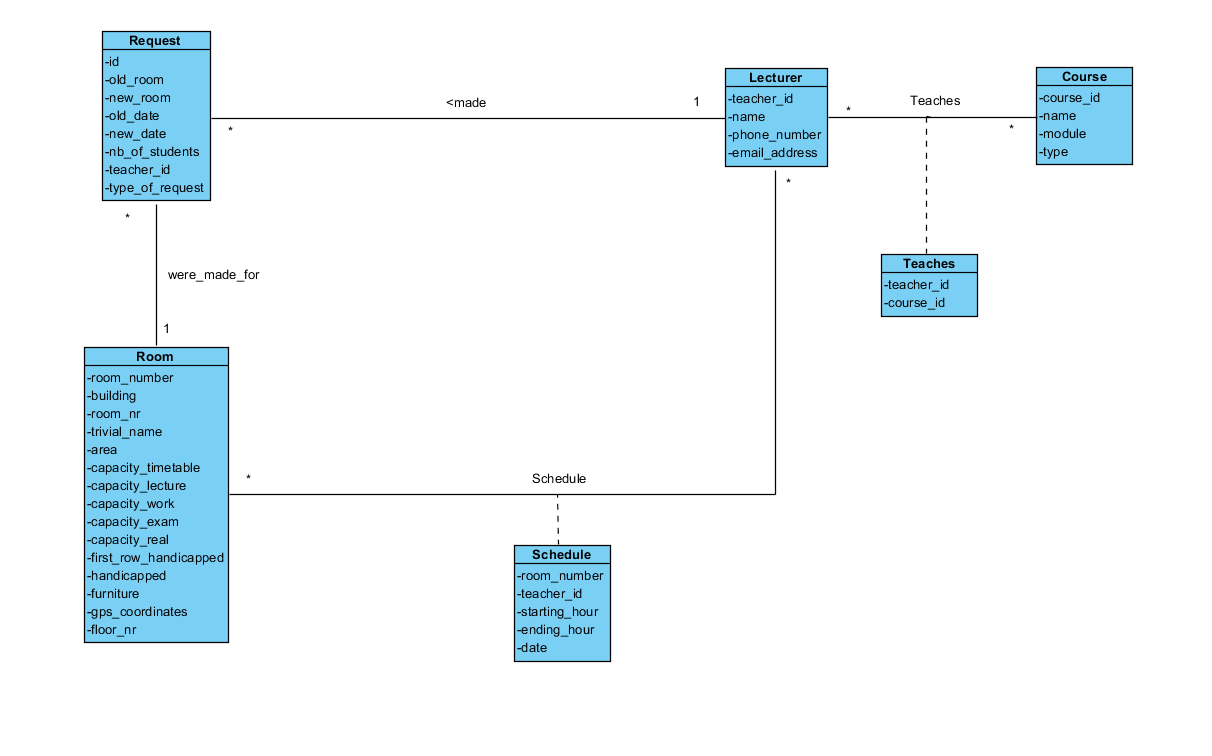 Request
-id
-old_room
-new_room
-old_date
-new_date
-nb_of_students
-teacher_id
-type_of_request
<made
1
*
Lecturer
-teacher_id
-name
-phone_number
-email_address
*
Teaches
*
Course
-course_id
-name
-module
-type
*
were_made_for
1
*
Teaches
-teacher_id
-course_id
Room
-room_number
-building
-room_nr
-trivial_name
-area
-capacity_timetable
-capacity_lecture
-capacity_work
-capacity_exam
-capacity_real
-first_row_handicapped
-handicapped
-furniture
-gps_coordinates
-floor_nr
*
Schedule
Schedule
-room_number
-teacher_id
-starting_hour
-ending_hour
-date